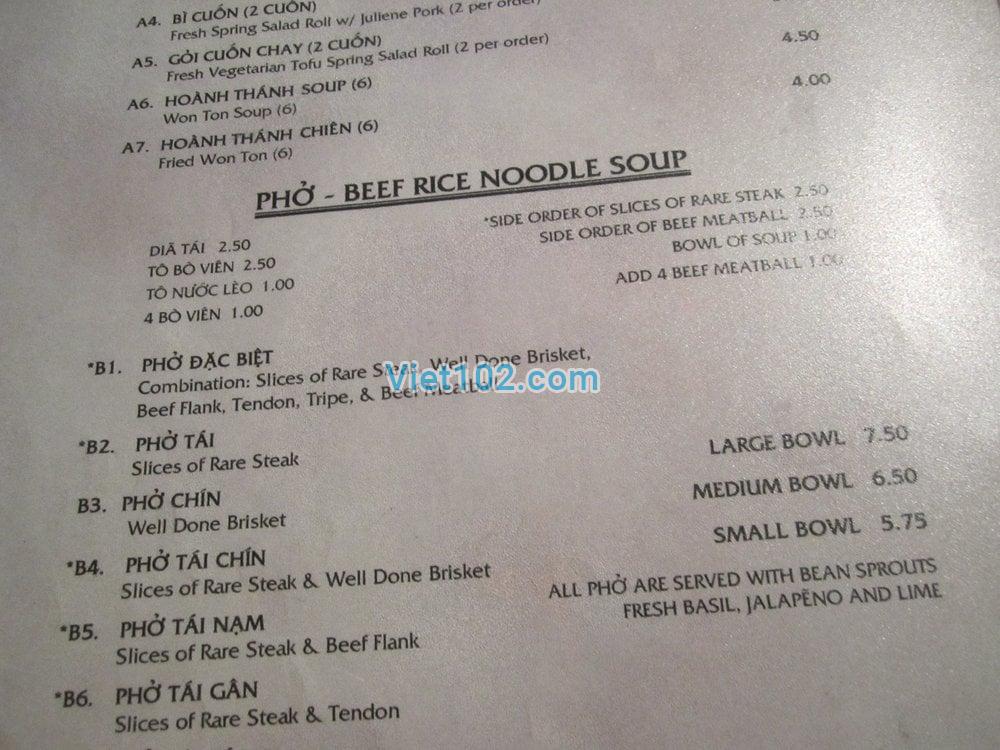 A4. BÌ CUỐN (2 CUỐN)
Fresh Spring Salad Roll w/ Juliene Pork (2 per order)
A5. GỎI CUỐN CHAY (2 CUỐN)
Fresh Vegetarian Tofu Spring Salad Roll (2 per order)
4.50
A6. HOÀNH THÁNH SOUP (6)
Won Ton Soup (6)
4.00
A7. HOÀNH THÁNH CHIÊN (6)
Fried Won Ton (6)
PHỞ - BEEF RICE NOODLE SOUP
DIÃ TÁI 2.50
TÔ BÒ VIÊN 2.50
TÔ NƯỚC LÈO 1.00
4 BÒ VIÊN 1.00
*SIDE ORDER OF SLICES OF RARE STEAK 2.50
SIDE ORDER OF BEEF MEATBALL 2.50
BOWL OF SOUP 1.00
ADD 4 BEEF MEATBALL 1.00
*B1. PHỞ ĐẶC BIỆT
Combination: Slices of Rare Steak, Well Done Brisket,
Beef Flank, Tendon, Tripe, & Beef Meatball
Viet102.com
*B2. PHỞ TÁI
Slices of Rare Steak
B3. PHỞ CHÍN
Well Done Brisket
*B4. PHỞ TÁI CHÍN
Slices of Rare Steak & Well Done Brisket
*B5. PHỞ TÁI NẠM
Slices of Rare Steak & Beef Flank
*B6. PHỞ TÁI GÂN
Slices of Rare Steak & Tendon
LARGE BOWL 7.50
MEDIUM BOWL 6.50
SMALL BOWL 5.75
ALL PHỞ ARE SERVED WITH BEAN SPROUTS
FRESH BASIL, JALAPẼNO AND LIME